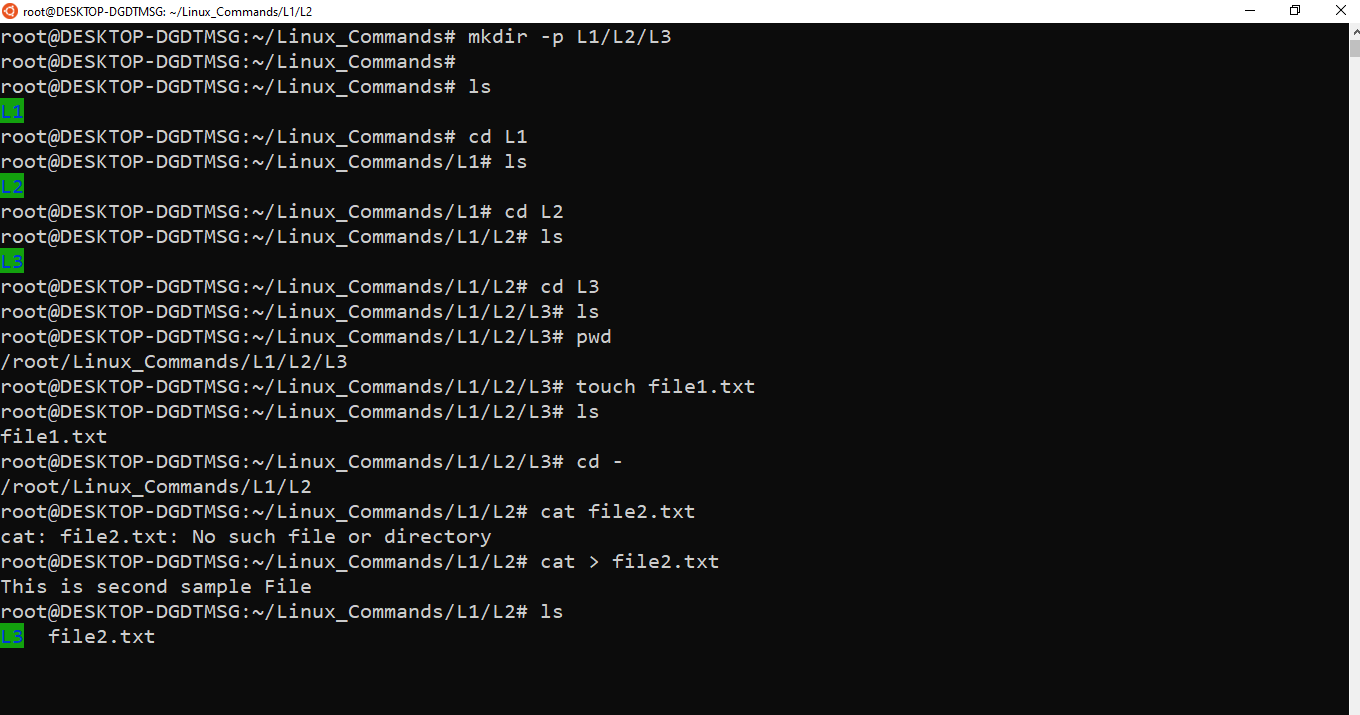 root@DESKTOP-DGDTMSG: ~/Linux_Commands/L1/L2
root@DESKTOP-DGDTMSG:~/Linux_Commands# mkdir -p L1/L2/L3
root@DESKTOP-DGDTMSG:~/Linux_Commands#
root@DESKTOP-DGDTMSG:~/Linux_Commands# ls
L1
root@DESKTOP-DGDTMSG:~/Linux_Commands# cd L1
root@DESKTOP-DGDTMSG:~/Linux_Commands/L1# ls
L2
root@DESKTOP-DGDTMSG:~/Linux_Commands/L1# cd L2
root@DESKTOP-DGDTMSG:~/Linux_Commands/L1/L2# ls
L3
root@DESKTOP-DGDTMSG:~/Linux_Commands/L1/L2# cd L3
root@DESKTOP-DGDTMSG:~/Linux_Commands/L1/L2/L3# ls
root@DESKTOP-DGDTMSG:~/Linux_Commands/L1/L2/L3# pwd
/root/Linux_Commands/L1/L2/L3
root@DESKTOP-DGDTMSG:~/Linux_Commands/L1/L2/L3# touch file1.txt
root@DESKTOP-DGDTMSG:~/Linux_Commands/L1/L2/L3# ls
file1.txt
root@DESKTOP-DGDTMSG:~/Linux_Commands/L1/L2/L3# cd -
/root/Linux_Commands/L1/L2
root@DESKTOP-DGDTMSG:~/Linux_Commands/L1/L2# cat file2.txt
cat: file2.txt: No such file or directory
root@DESKTOP-DGDTMSG:~/Linux_Commands/L1/L2# cat > file2.txt
This is second sample File
root@DESKTOP-DGDTMSG:~/Linux_Commands/L1/L2# ls
L3  file2.txt